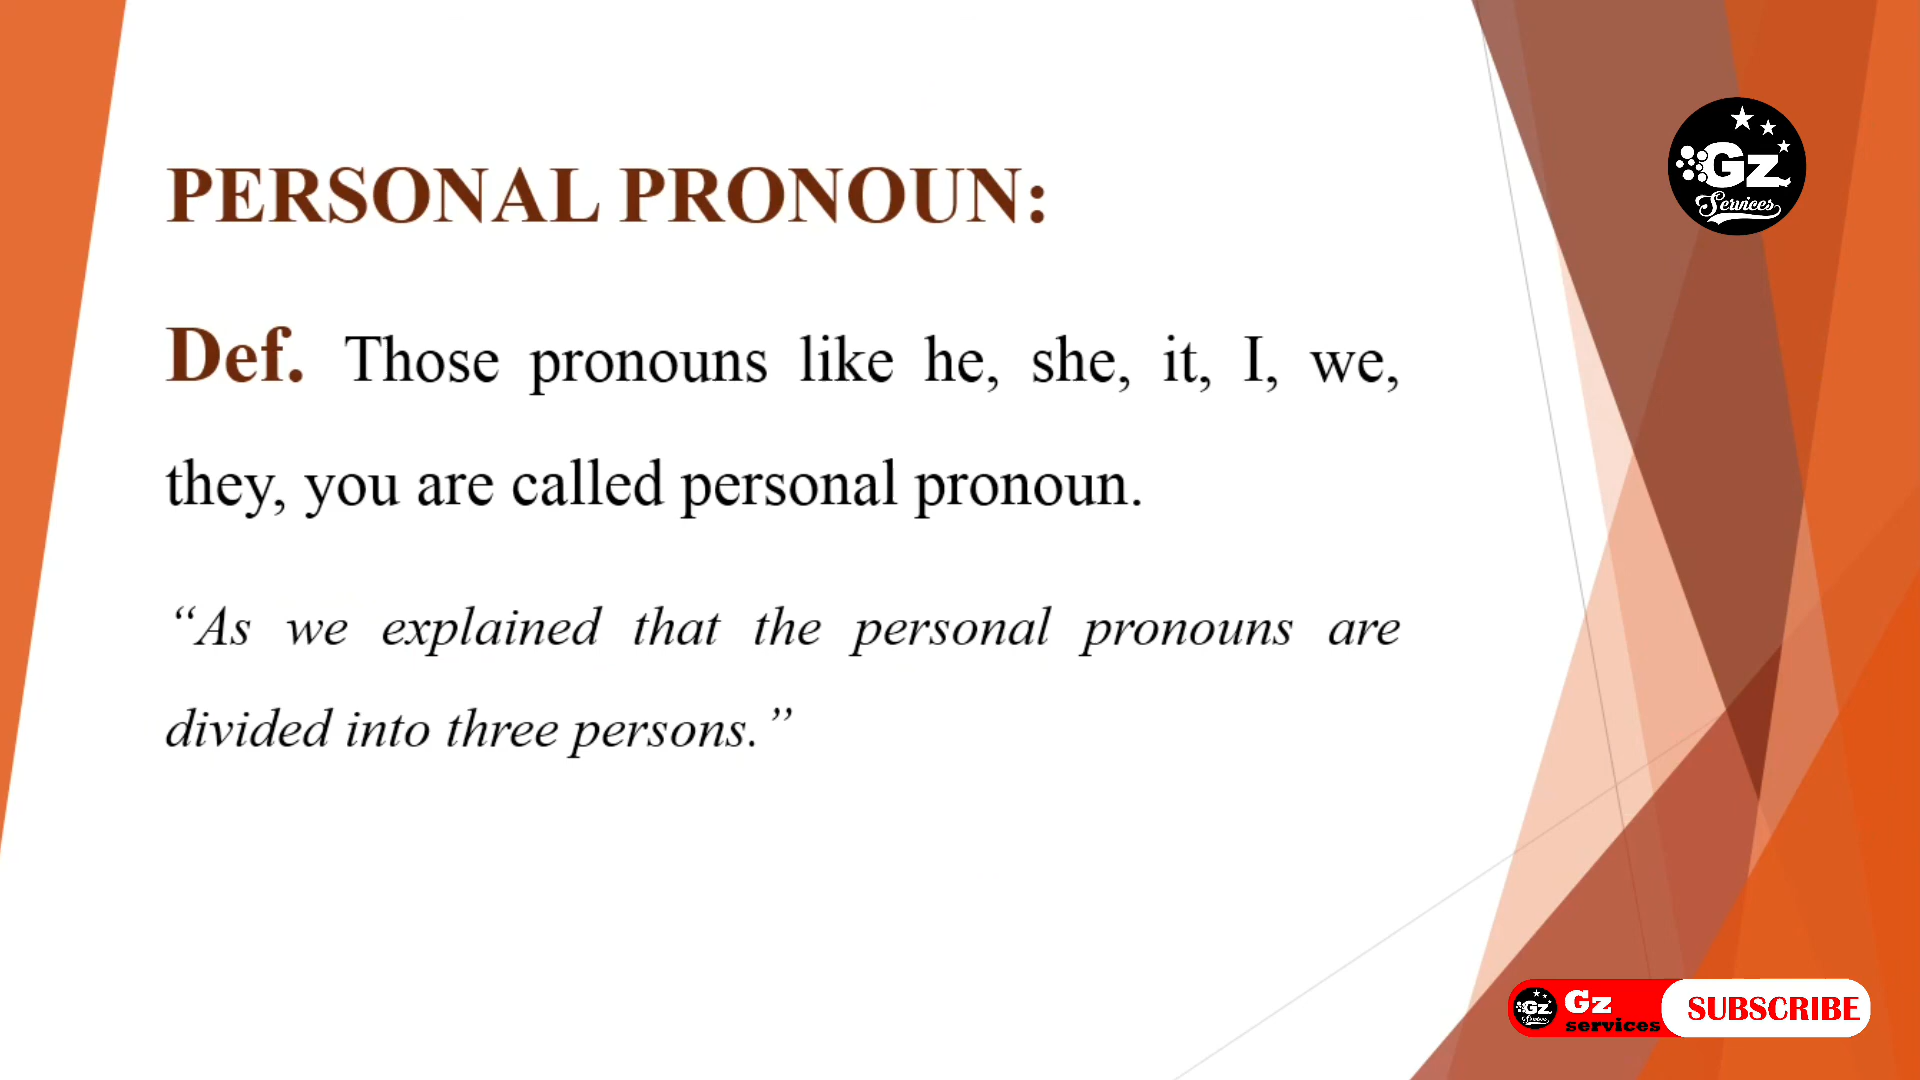 PERSONAL PRONOUN:
Gz
Services
Def. Those pronouns like he, she, it, I, we,
they, you are called personal pronoun.
“As we explained that the personal pronouns are
divided into three persons.”
Gz
services
SUBSCRIBE